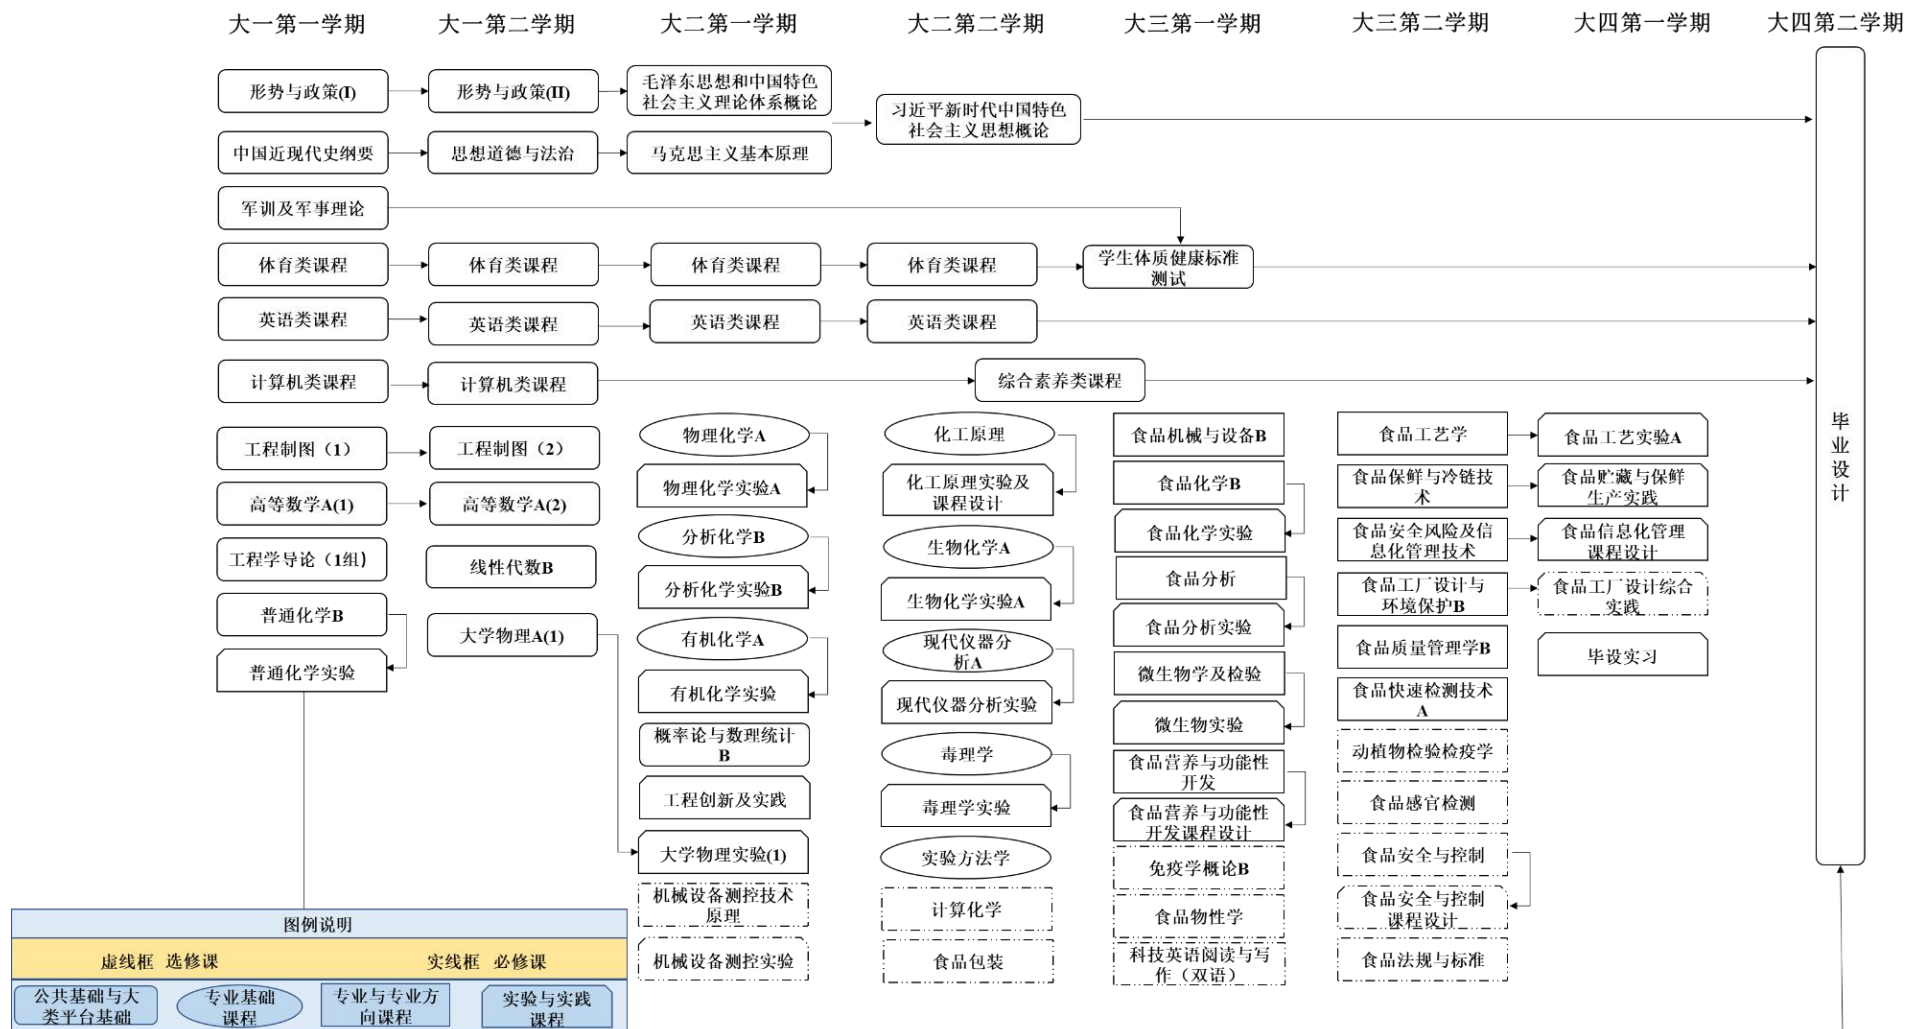 大一第一学期
大一第二学期
大二第一学期
大二第二学期
大三第一学期
大三第二学期
大四第一学期
大四第二学期
形势与政策(I)
形势与政策(II)
毛泽东思想和中国特色
社会主义理论体系概论
习近平新时代中国特色
社会主义思想概论
中国近现代史纲要
思想道德与法治
马克思主义基本原理
军训及军事理论
体育类课程
体育类课程
体育类课程
体育类课程
学生体质健康标准
测试
英语类课程
英语类课程
英语类课程
英语类课程
计算机类课程
计算机类课程
综合素养类课程
工程制图（1）
高等数学A(1)
工程学导论（1组）
普通化学B
普通化学实验
工程制图（2）
高等数学A(2)
线性代数B
大学物理A(1)
物理化学A
物理化学实验A
分析化学B
分析化学实验B
有机化学A
有机化学实验
概率论与数理统计
B
工程创新及实践
大学物理实验(1)
机械设备测控技术
原理
机械设备测控实验
化工原理
化工原理实验及
课程设计
生物化学A
生物化学实验A
现代仪器分
析A
现代仪器分析实验
毒理学
毒理学实验
实验方法学
计算化学
食品包装
食品机械与设备B
食品化学B
食品化学实验
食品分析
食品分析实验
微生物学及检验
微生物实验
食品营养与功能性
开发
食品营养与功能性
开发课程设计
免疫学概论B
食品物性学
科技英语阅读与写
作（双语）
食品工艺学
食品保鲜与冷链技
术
食品安全风险及信
息化管理技术
食品工厂设计与
环境保护B
食品质量管理学B
食品快速检测技术
A
动植物检验检疫学
食品感官检测
食品安全与控制
食品安全与控制
课程设计
食品法规与标准
食品工艺实验A
食品贮藏与保鲜
生产实践
食品信息化管理
课程设计
食品工厂设计综合
实践
毕设实习
毕
业
设
计
图例说明
虚线框 选修课
实线框 必修课
公共基础与大
类平台基础
专业基础
课程
专业与专业方
向课程
实验与实践
课程